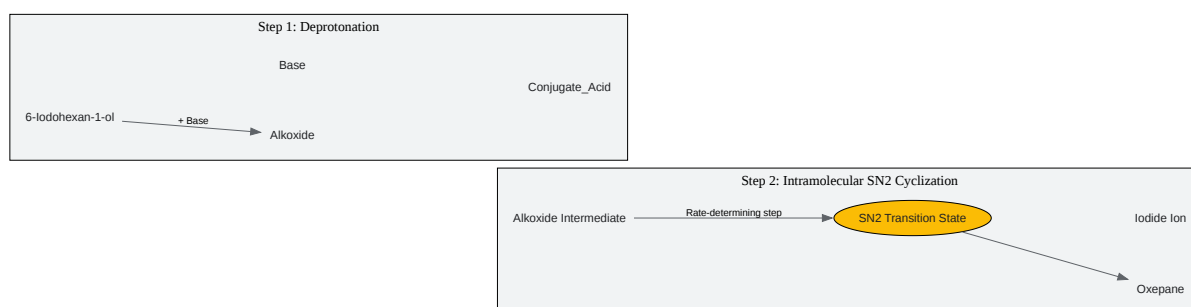 Step 1: Deprotonation
Base
Conjugate_Acid
6-Iodohexan-1-ol
+ Base
Alkoxide
Step 2: Intramolecular SN2 Cyclization
Alkoxide Intermediate
Rate-determining step
SN2 Transition State
Iodide Ion
Oxepane